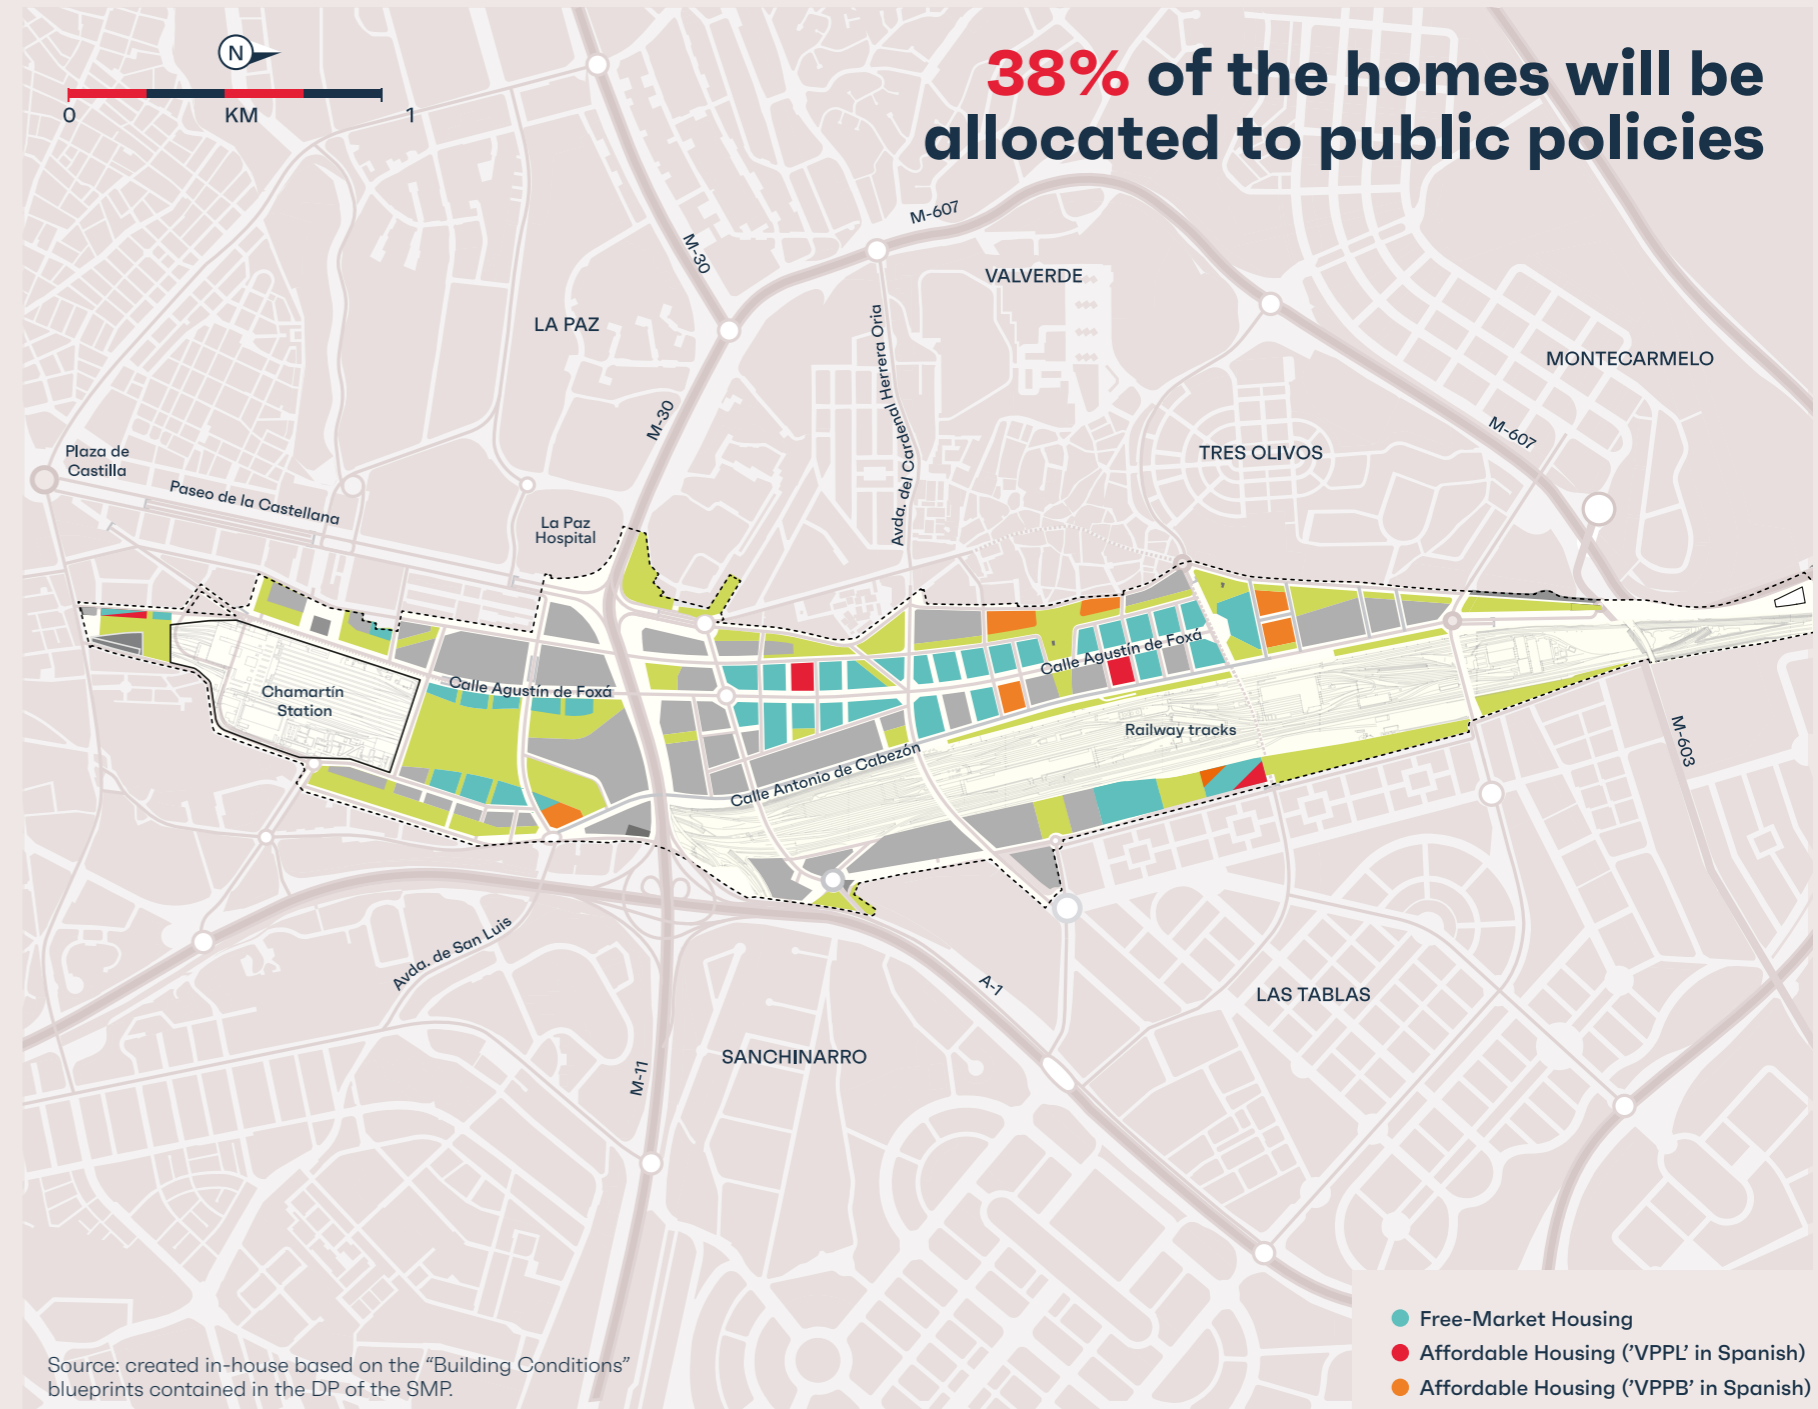 N
0 KM 1
38% of the homes will be
allocated to public policies
M-607
M-30
VALVERDE
LA PAZ
Avda. del Cardenal Herrera Oria
MONTECARMELO
M-30
M-607
Plaza de
Castilla
TRES OLIVOS
Paseo de la Castellana
La Paz
Hospital
Calle Agustín de Foxá
Calle Agustín de Foxá
Chamartín
Station
Railway tracks
M-603
Calle Antonio de Cabezón
Avda. de San Luis
A-1
LAS TABLAS
SANCHINARRO
M-11
Free-Market Housing
Affordable Housing (’VPPL’ in Spanish)
Affordable Housing (’VPPB’ in Spanish)
Source: created in-house based on the “Building Conditions”
blueprints contained in the DP of the SMP.